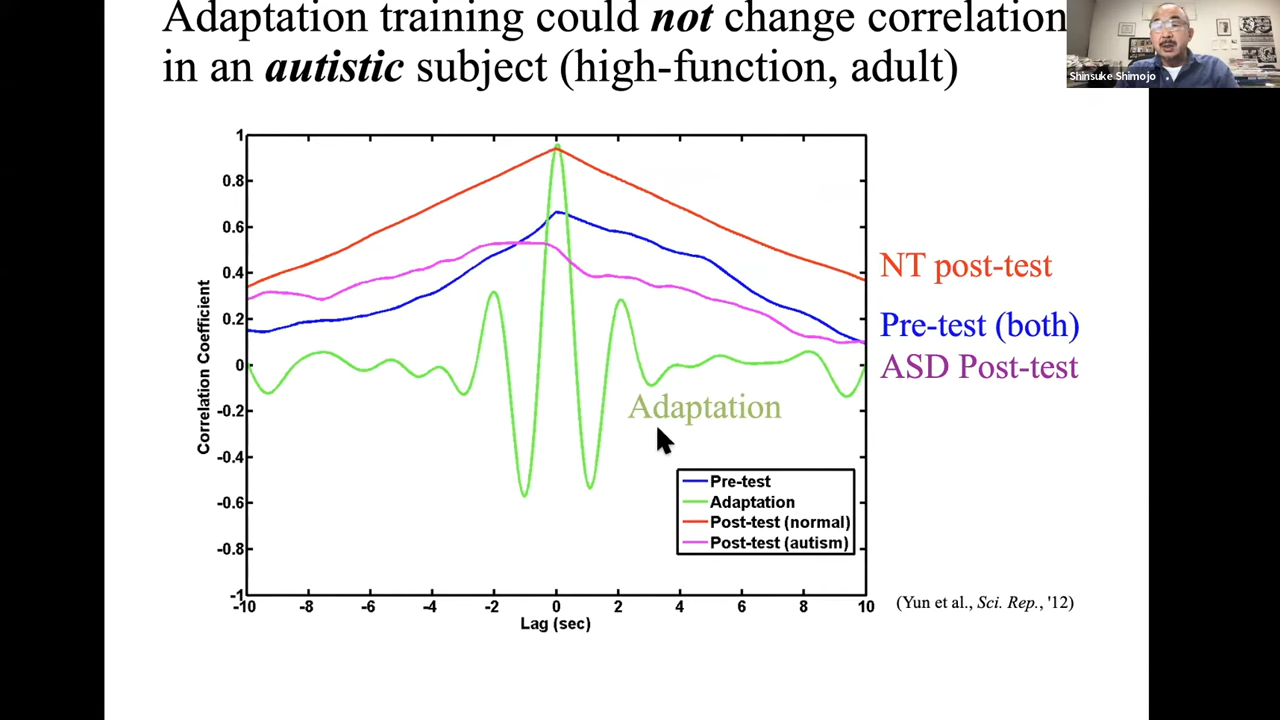 Adaptation training could not change correlation
in an autistic subject (high-function, adult)
Shinsuke Shimojo
1
0.8
0.6
0.4
0.2
0
-0.2
-0.4
-0.6
-0.8
-1
Correlation Coefficient
-10 -8 -6 -4 -2 0 2 4 6 8 10
Lag (sec)
NT post-test
Pre-test (both)
ASD Post-test
Adaptation
Pre-test
Adaptation
Post-test (normal)
Post-test (autism)
(Yun et al., Sci. Rep., '12)